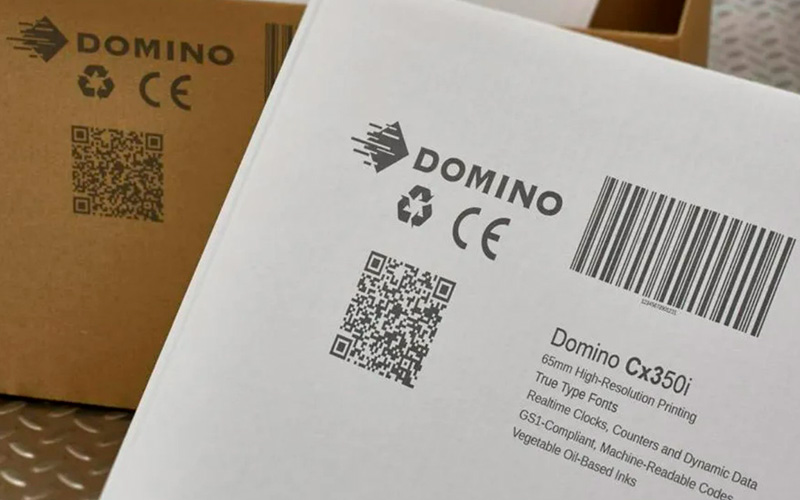 DOMINO
CE
DOMINO
CE
Domino Cx350i
65mm High-Resolution Printing
True Type Fonts
Realtime Clocks, Counters and Dynamic Data
GS1-Compliant, Machine-Readable Codes
Vegetable Oil-Based Inks